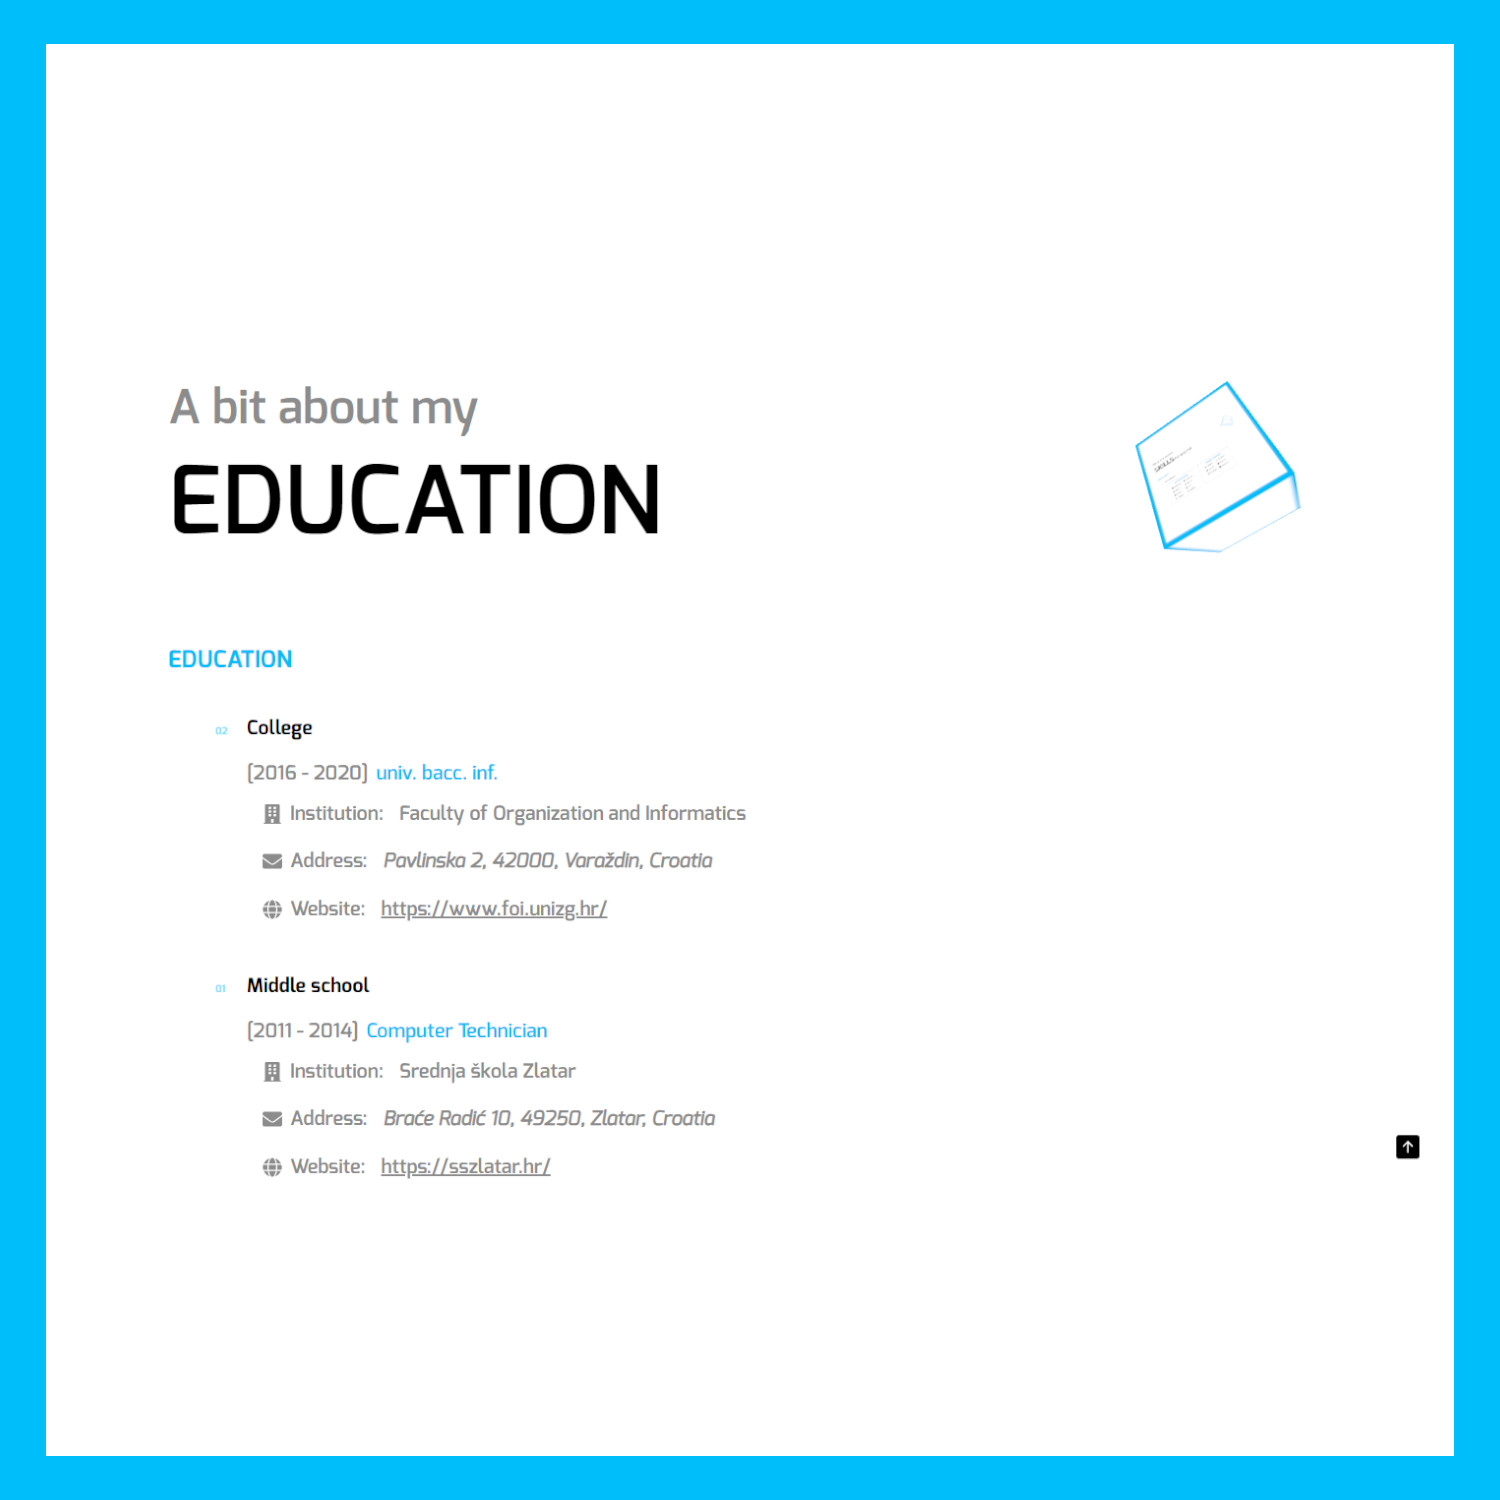 A bit about my
EDUCATION
SKILLS
EDUCATION
02 College
[2016 - 2020] univ. bacc. inf.
Institution: Faculty of Organization and Informatics
Address: Pavlinska 2, 42000, Varaždin, Croatia
Website: https://www.foi.unizg.hr/
01 Middle school
[2011 - 2014] Computer Technician
Institution: Srednja škola Zlatar
Address: Braće Radić 10, 49250, Zlatar, Croatia
Website: https://sszlatar.hr/